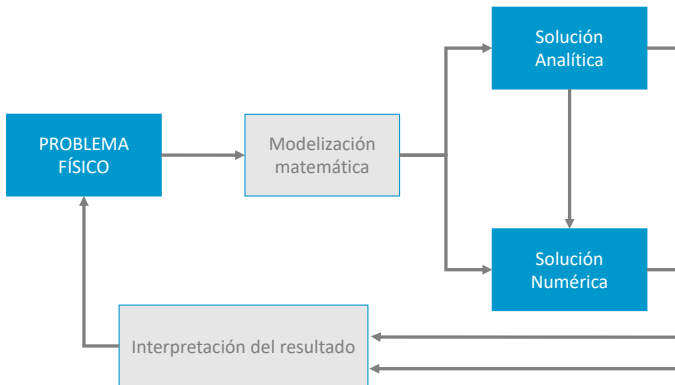 Solución
Analítica
PROBLEMA
FÍSICO
Modelización
matemática
Solución
Numérica
Interpretación del resultado